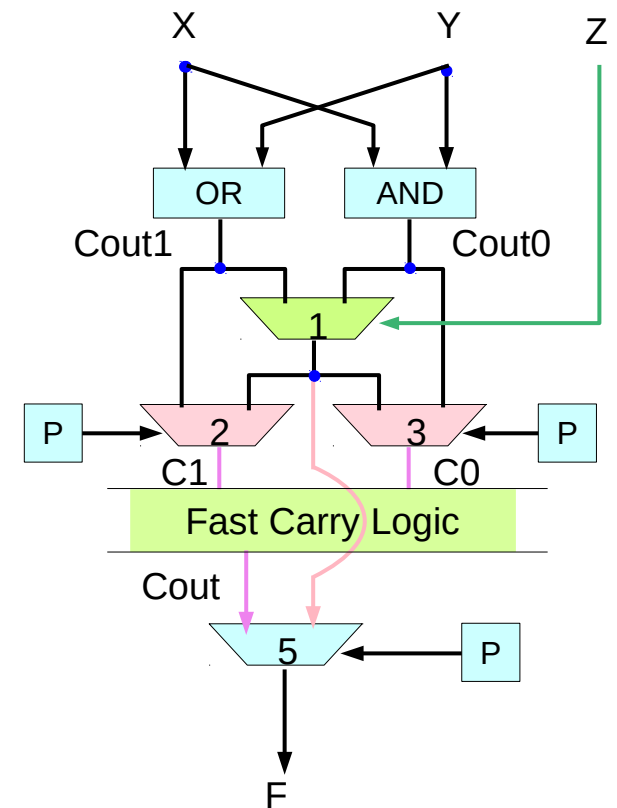 X Y Z
OR AND
Cout1 Cout0
1
P 2 3 P
C1 C0
Fast Carry Logic
Cout
5 P
F